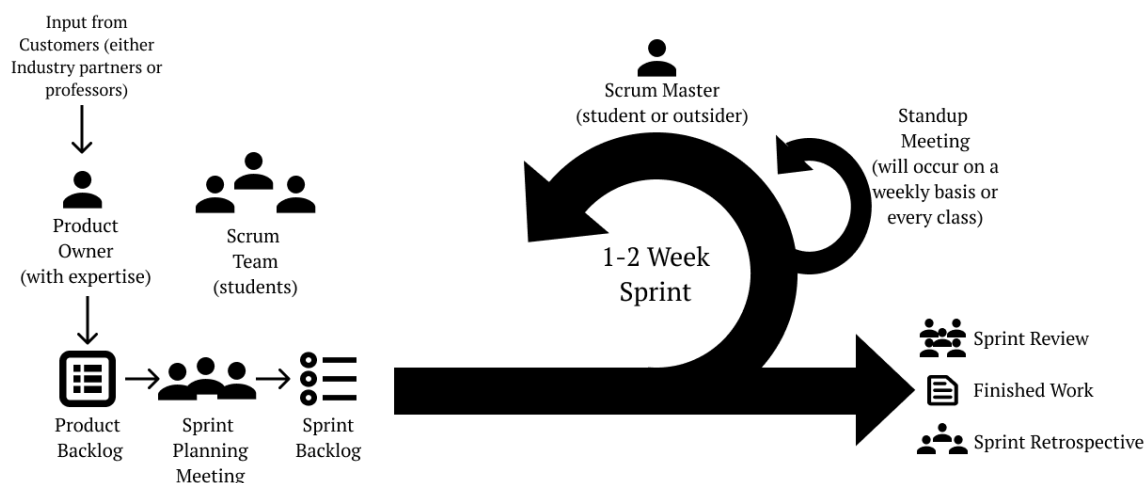 Input from
Customers (either
Industry partners or
professors)
Product
Owner
(with expertise)
Scrum
Team
(students)
Product
Backlog
Sprint
Planning
Meeting
Sprint
Backlog
Scrum Master
(student or outsider)
1-2 Week
Sprint
Standup
Meeting
(will occur on a
weekly basis or
every class)
Sprint Review
Finished Work
Sprint Retrospective